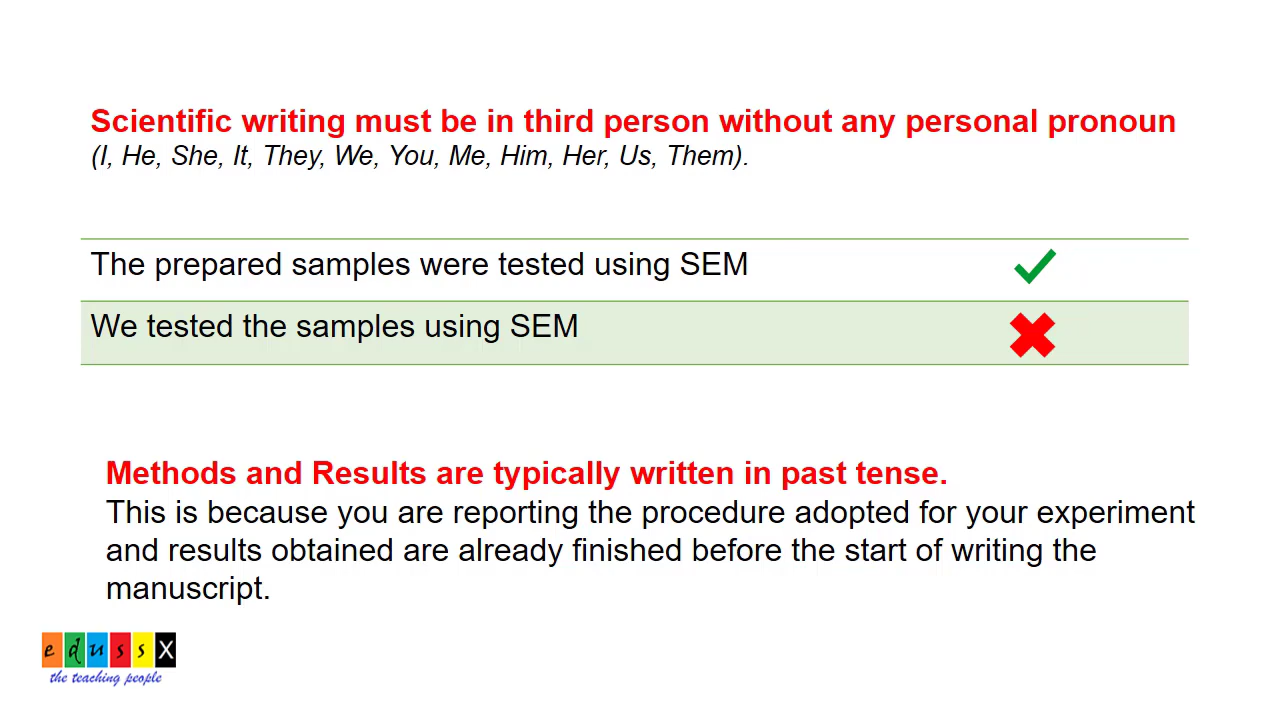 Scientific writing must be in third person without any personal pronoun
(I, He, She, It, They, We, You, Me, Him, Her, Us, Them).
The prepared samples were tested using SEM
We tested the samples using SEM
Methods and Results are typically written in past tense.
This is because you are reporting the procedure adopted for your experiment
and results obtained are already finished before the start of writing the
manuscript.
edussX
the teaching people